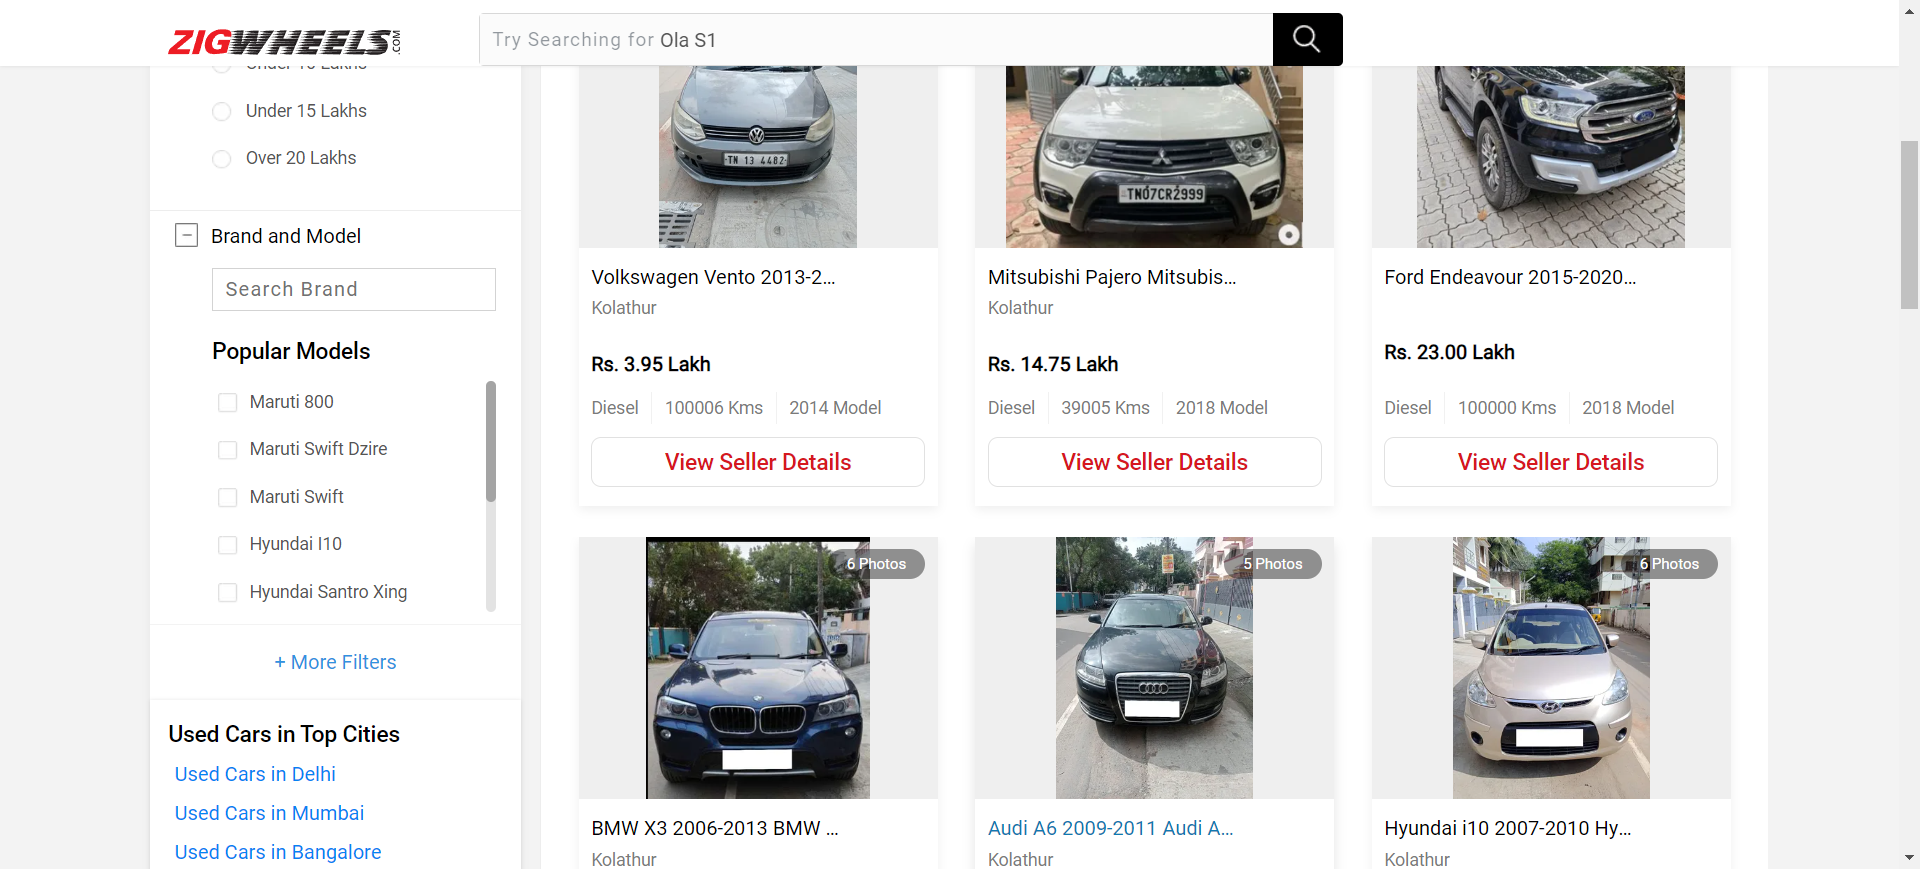 ZIGWHEELS.COM
Try Searching for Ola S1
Under 15 Lakhs
Over 20 Lakhs
Brand and Model
Search Brand
Popular Models
Maruti 800
Maruti Swift Dzire
Maruti Swift
Hyundai I10
Hyundai Santro Xing
+ More Filters
Used Cars in Top Cities
Used Cars in Delhi
Used Cars in Mumbai
Used Cars in Bangalore
TN 13 4482
Volkswagen Vento 2013-2...
Kolathur
Rs. 3.95 Lakh
Diesel 100006 Kms 2014 Model
View Seller Details
TN07CR2999
Mitsubishi Pajero Mitsubis...
Kolathur
Rs. 14.75 Lakh
Diesel 39005 Kms 2018 Model
View Seller Details
Ford
Ford Endeavour 2015-2020...
Rs. 23.00 Lakh
Diesel 100000 Kms 2018 Model
View Seller Details
6 Photos
BMW X3 2006-2013 BMW ...
Kolathur
5 Photos
Audi A6 2009-2011 Audi A...
Kolathur
6 Photos
Hyundai i10 2007-2010 Hy...
Kolathur